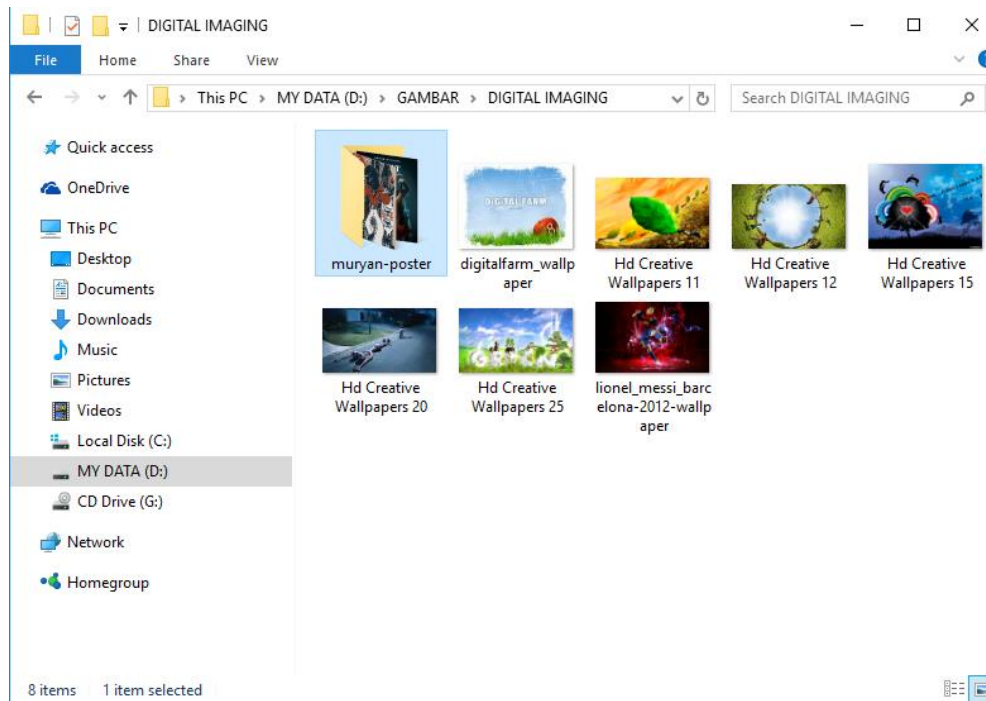 DIGITAL IMAGING
File Home Share View
This PC > MY DATA (D:) > GAMBAR > DIGITAL IMAGING
Search DIGITAL IMAGING
Quick access
OneDrive
This PC
Desktop
Documents
Downloads
Music
Pictures
Videos
Local Disk (C:)
MY DATA (D:)
CD Drive (G:)
Network
Homegroup
muryan-poster
DIGITAL FARM
digitalfarm_wallp
aper
Hd Creative
Wallpapers 11
Hd Creative
Wallpapers 12
Hd Creative
Wallpapers 15
Hd Creative
Wallpapers 20
Hd Creative
Wallpapers 25
lionel_messi_barc
elona-2012-wallp
aper
8 items 1 item selected